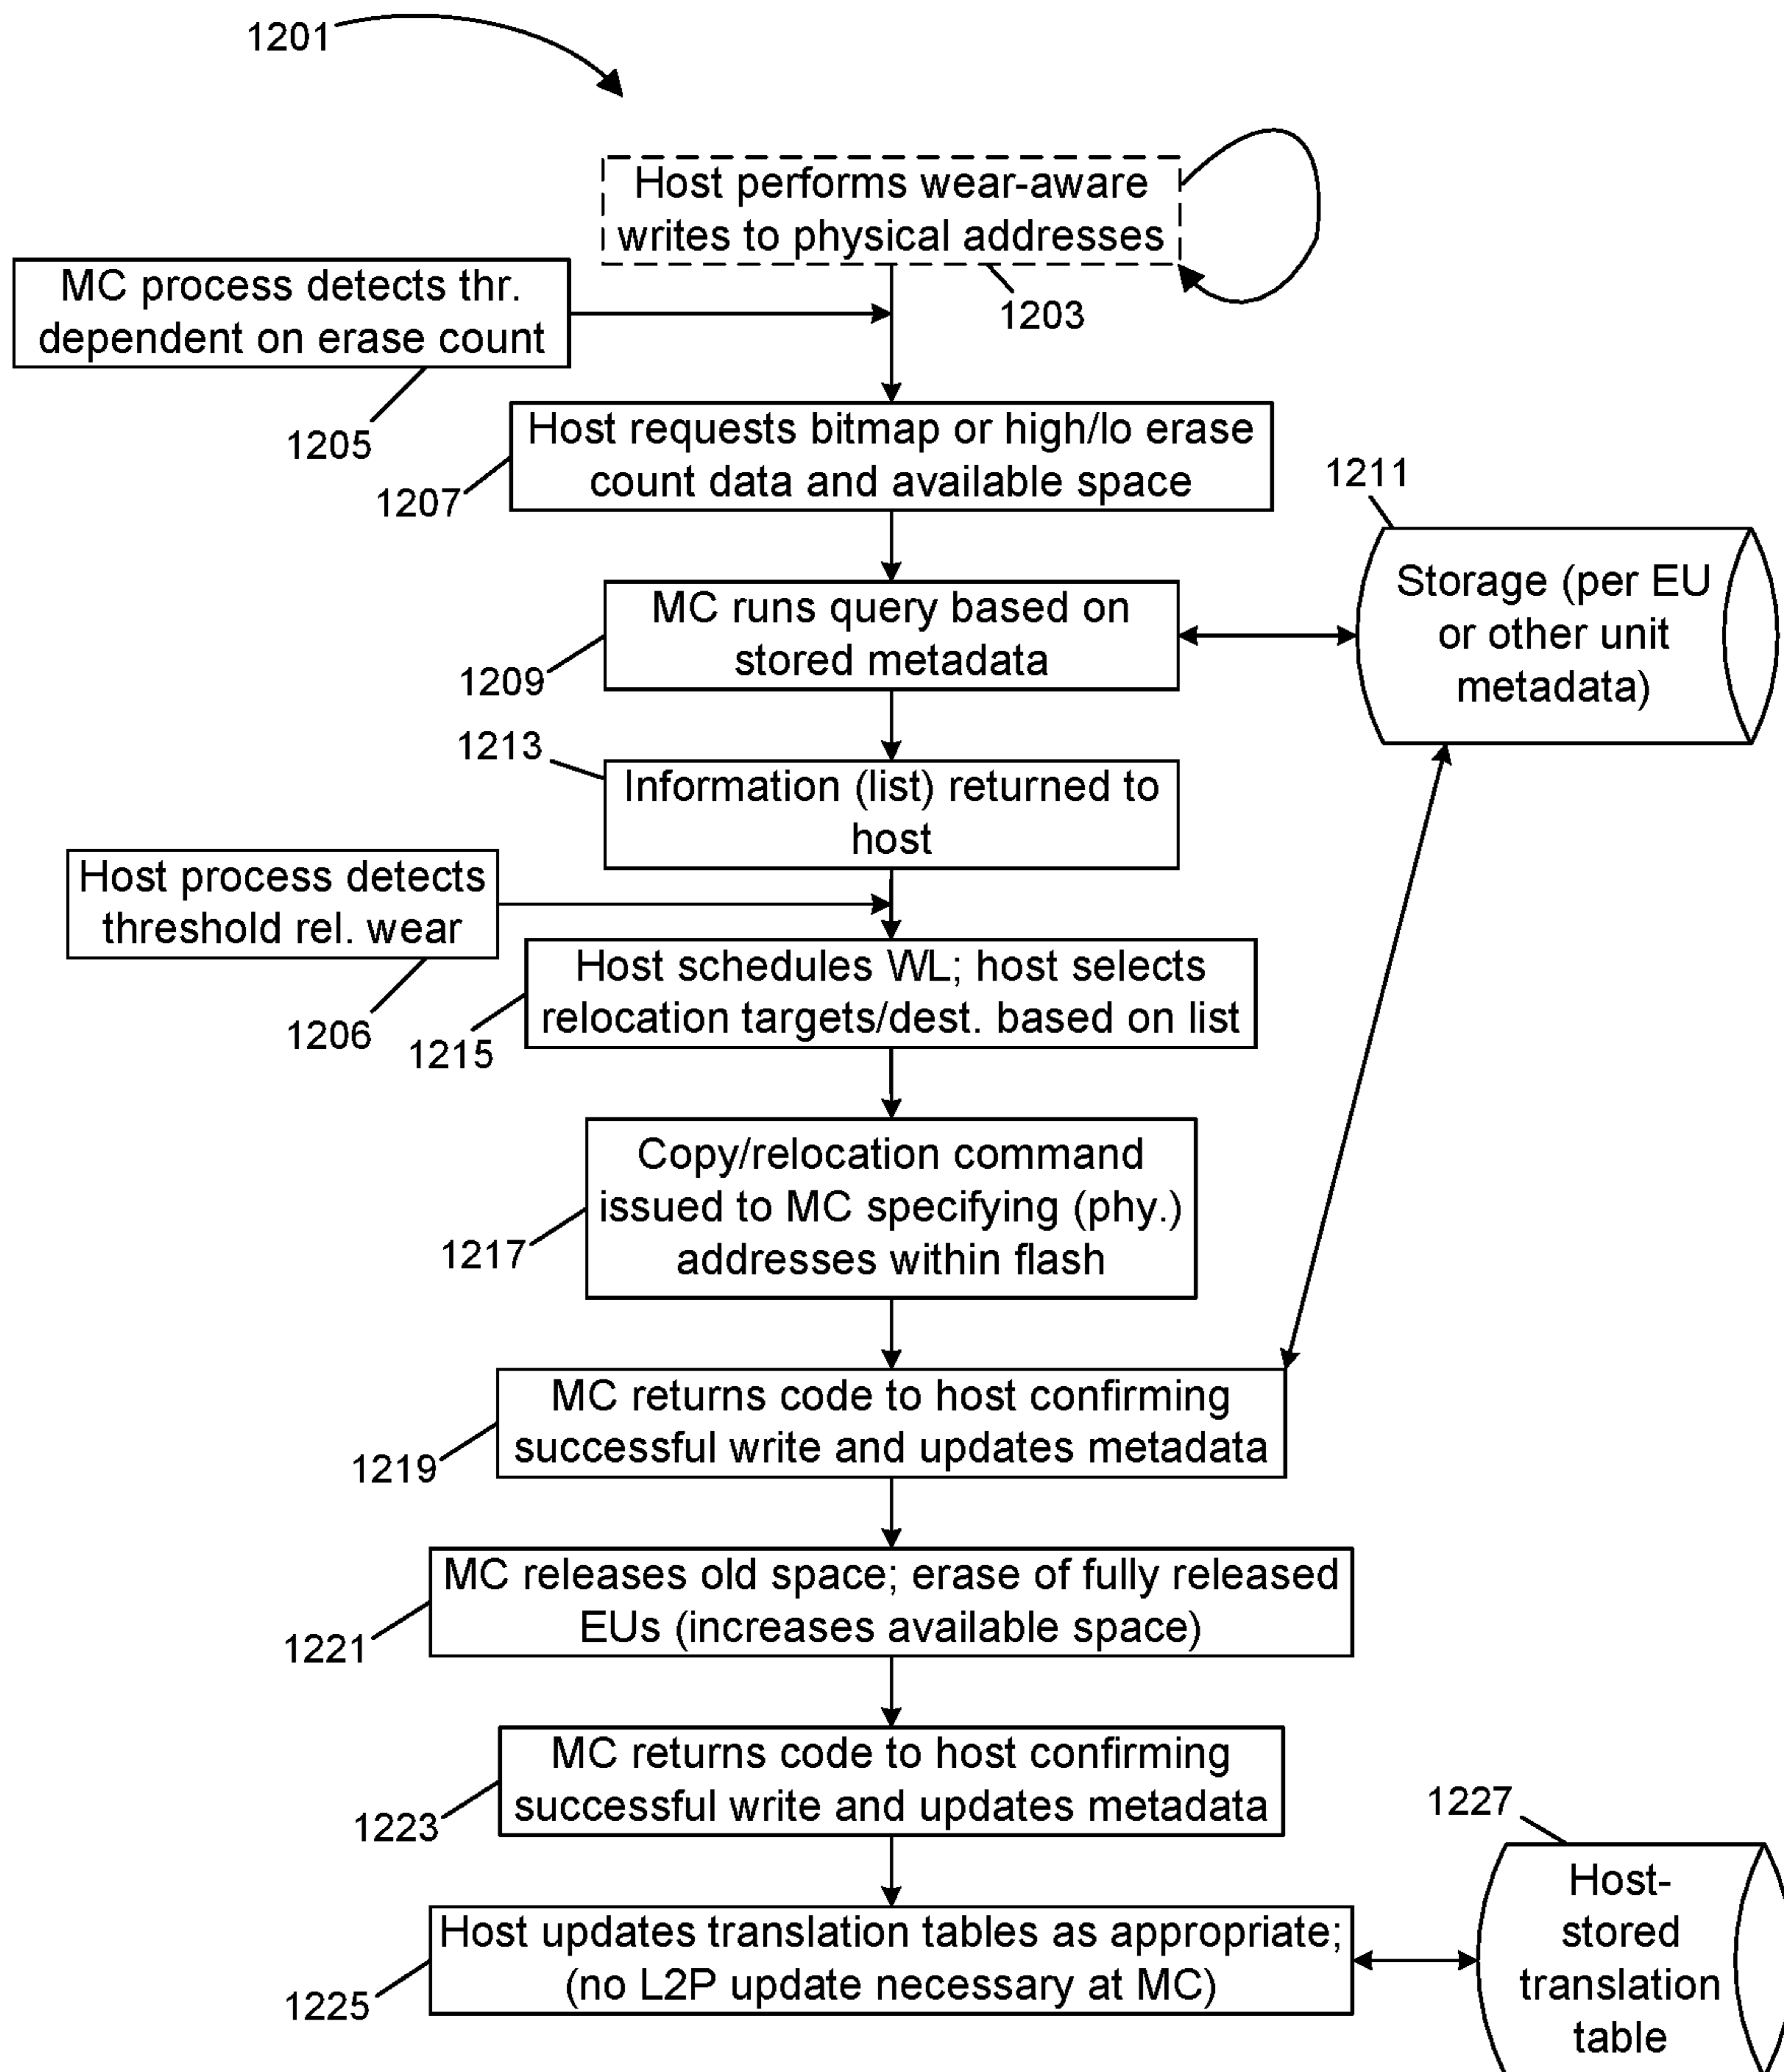 1201
Host performs wear-aware
writes to physical addresses
1203
MC process detects thr.
dependent on erase count
1205
Host requests bitmap or high/lo erase
count data and available space
1207
1211
Storage (per EU
or other unit
metadata)
MC runs query based on
stored metadata
1209
1213
Information (list) returned to
host
Host process detects
threshold rel. wear
1206
Host schedules WL; host selects
relocation targets/dest. based on list
1215
Copy/relocation command
issued to MC specifying (phy.)
addresses within flash
1217
MC returns code to host confirming
successful write and updates metadata
1219
MC releases old space; erase of fully released
EUs (increases available space)
1221
MC returns code to host confirming
successful write and updates metadata
1223
1227
Host-
stored
translation
table
Host updates translation tables as appropriate;
(no L2P update necessary at MC)
1225